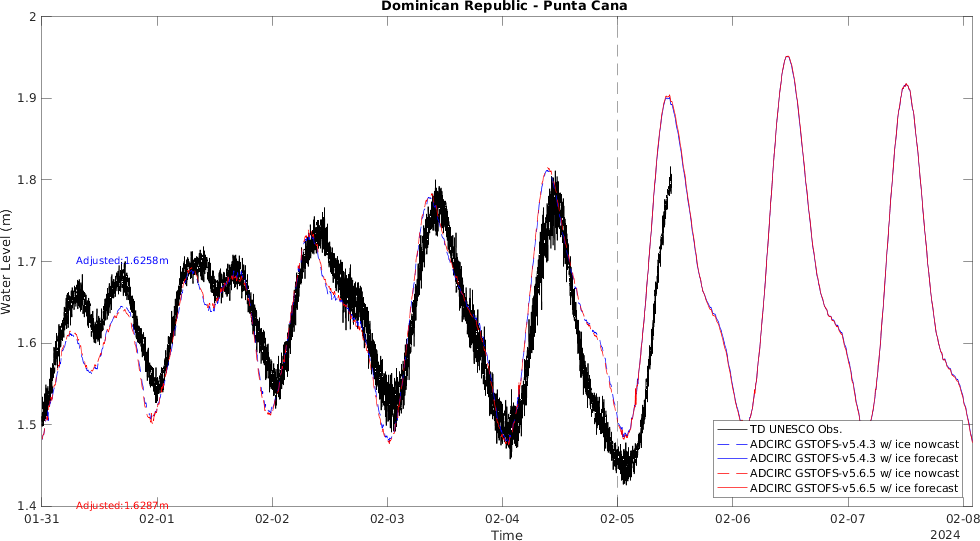 Dominican Republic - Punta Cana
Water Level (m)
2
1.9
1.8
1.7
1.6
1.5
1.4
Adjusted:1.6258m
Adjusted:1.6287m
TD UNESCO Obs.
ADCIRC GSTOFS-v5.4.3 w/ ice nowcast
ADCIRC GSTOFS-v5.4.3 w/ ice forecast
ADCIRC GSTOFS-v5.6.5 w/ ice nowcast
ADCIRC GSTOFS-v5.6.5 w/ ice forecast
01-31
02-01
02-02
02-03
02-04
02-05
02-06
02-07
02-08
Time
2024